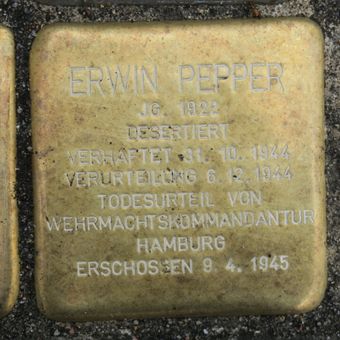 ERWIN PEPPER
JG. 1922
DESERTIERT
VERHAFTET 31. 10. 1944
VERURTEILUNG 6. 12. 1944
TODESURTEIL VON
WEHRMACHTSKOMMANDANTUR
HAMBURG
ERSCHOSSEN 9. 4. 1945